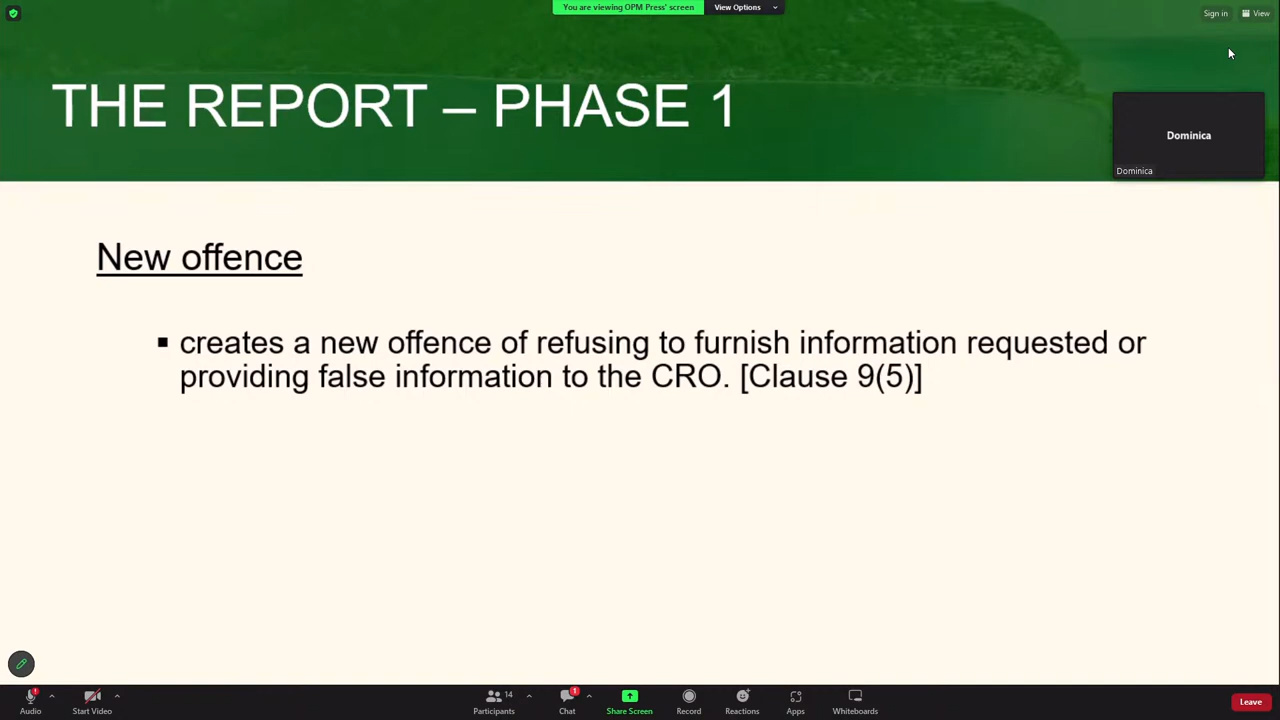 You are viewing OPM Press' screen
View Options
Sign in
View
THE REPORT – PHASE 1
Dominica
Dominica
New offence
▪ creates a new offence of refusing to furnish information requested or
providing false information to the CRO. [Clause 9(5)]
14
1
Audio
Start Video
Participants
Chat
Share Screen
Record
Reactions
Apps
Whiteboards
Leave